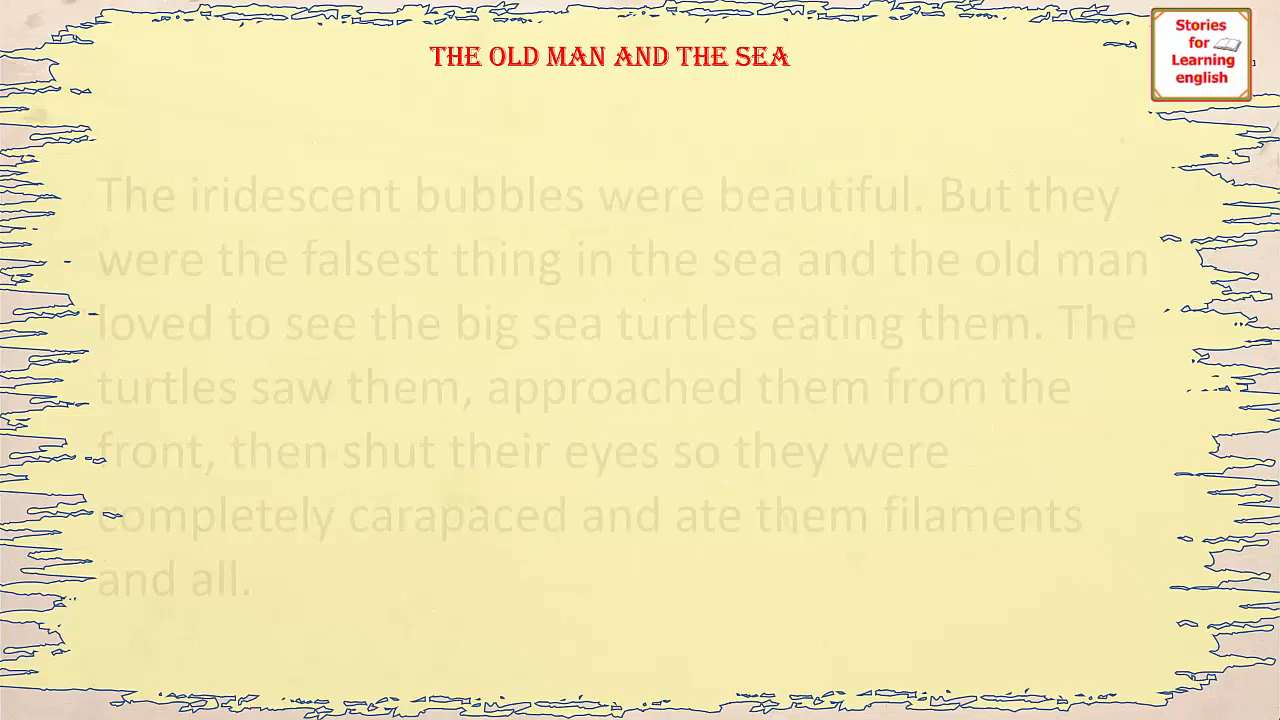 THE OLD MAN AND THE SEA
Stories
for
Learning
english
The iridescent bubbles were beautiful. But they
were the falsest thing in the sea and the old man
loved to see the big sea turtles eating them. The
turtles saw them, approached them from the
front, then shut their eyes so they were
completely carapaced and ate them filaments
and all.